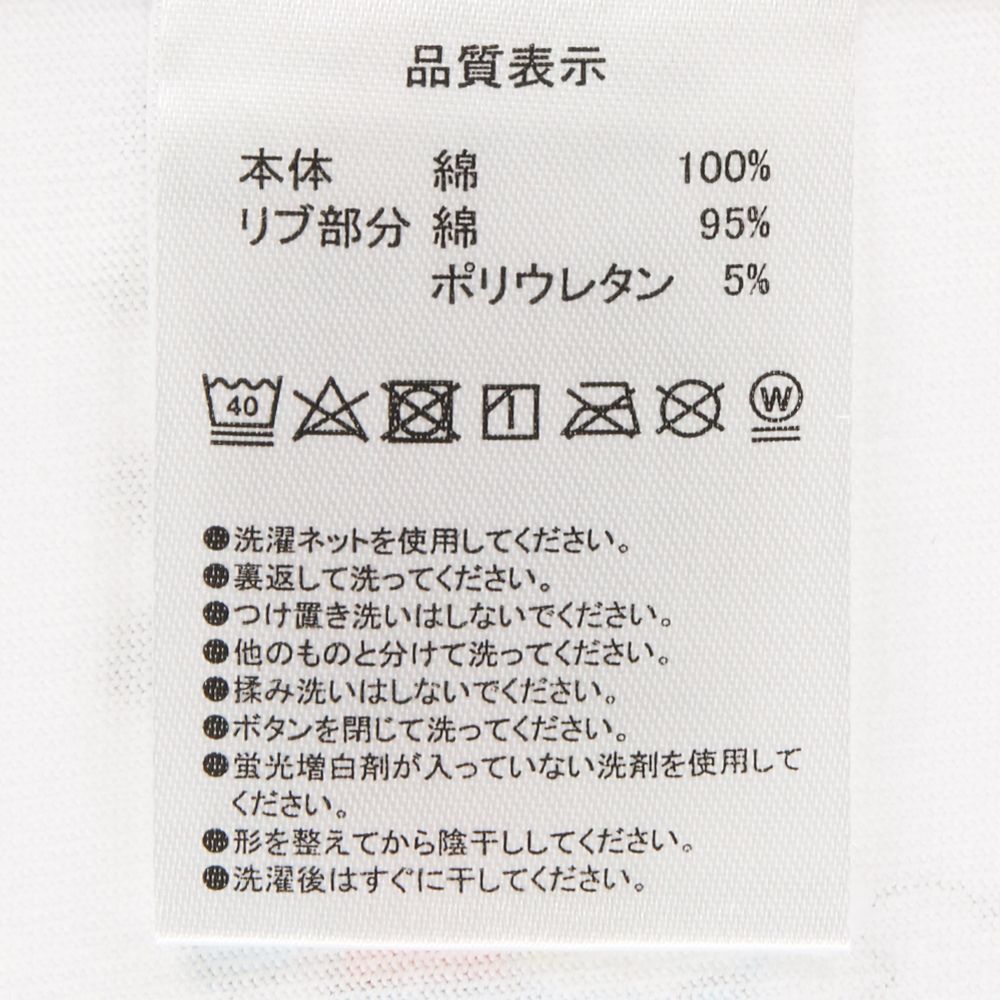 品質表示
本体 綿 100%
リブ部分 綿 95%
ポリウレタン 5%
40 W
●洗濯ネットを使用してください。
●裏返して洗ってください。
●つけ置き洗いはしないでください。
●他のものと分けて洗ってください。
●揉み洗いはしないでください。
●ボタンを閉じて洗ってください。
●蛍光増白剤が入っていない洗剤を使用して
ください。
●形を整えてから陰干ししてください。
●洗濯後はすぐに干してください。